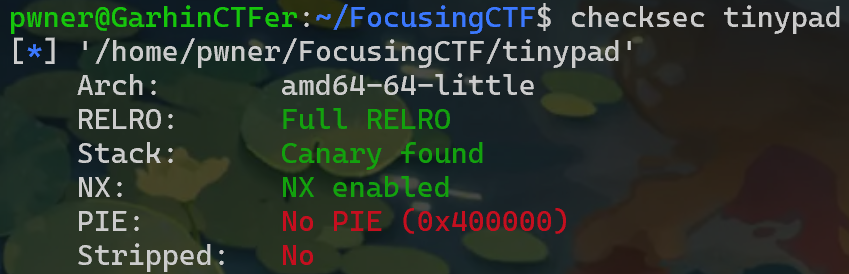 pwner@GarhinCTFer:~/FocusingCTF$ checksec tinypad
[*] '/home/pwner/FocusingCTF/tinypad'
    Arch:       amd64-64-little
    RELRO:      Full RELRO
    Stack:      Canary found
    NX:         NX enabled
    PIE:        No PIE (0x400000)
    Stripped:   No